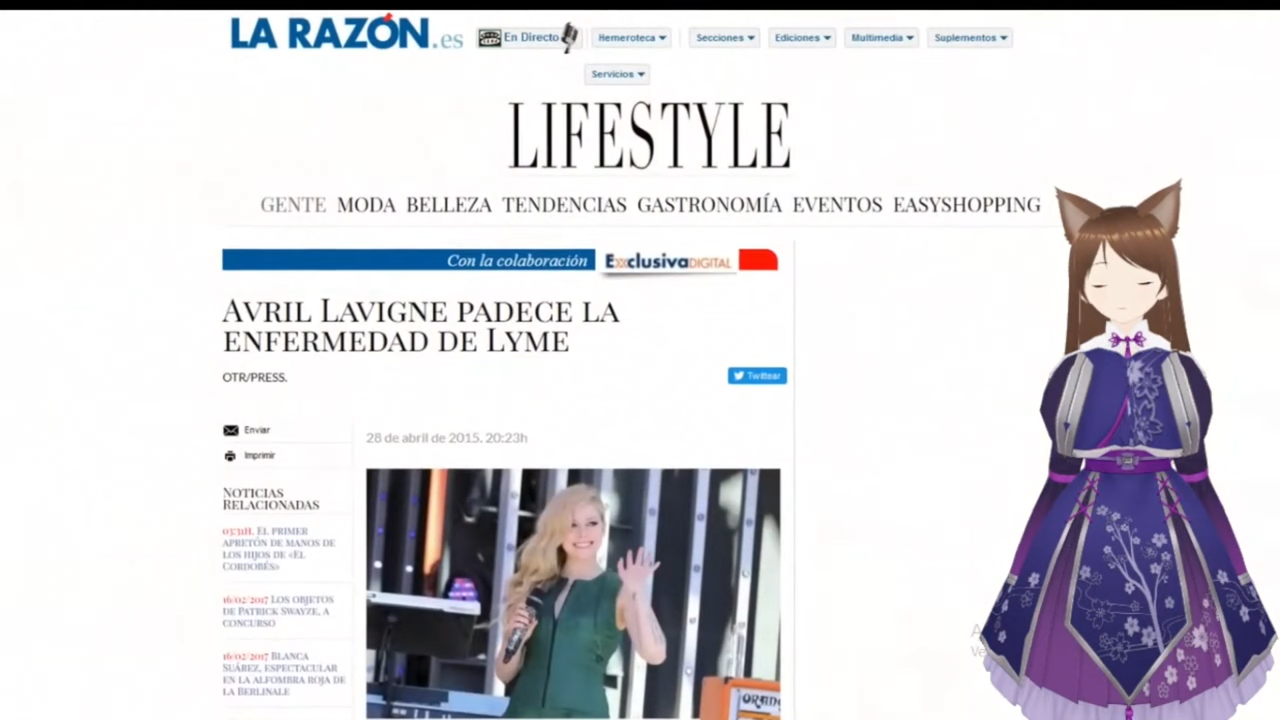 LA RAZÓN.es
En Directo
Hemeroteca
Secciones
Ediciones
Multimedia
Suplementos
Servicios
LIFESTYLE
GENTE MODA BELLEZA TENDENCIAS GASTRONOMÍA EVENTOS EASYSHOPPING
Con la colaboración
ExclusivaDIGITAL
AVRIL LAVIGNE PADECE LA
ENFERMEDAD DE LYME
OTR/PRESS.
Twittear
Enviar
Imprimir
28 de abril de 2015. 20:23h
NOTICIAS
RELACIONADAS
03:31H. EL PRIMER
APRETÓN DE MANOS DE
LOS HIJOS DE «EL
CORDOBÉS»
16/02/2017 LOS OBJETOS
DE PATRICK SWAYZE, A
CONCURSO
16/02/2017 BLANCA
SUÁREZ, ESPECTACULAR
EN LA ALFOMBRA ROJA DE
LA BERLINALE